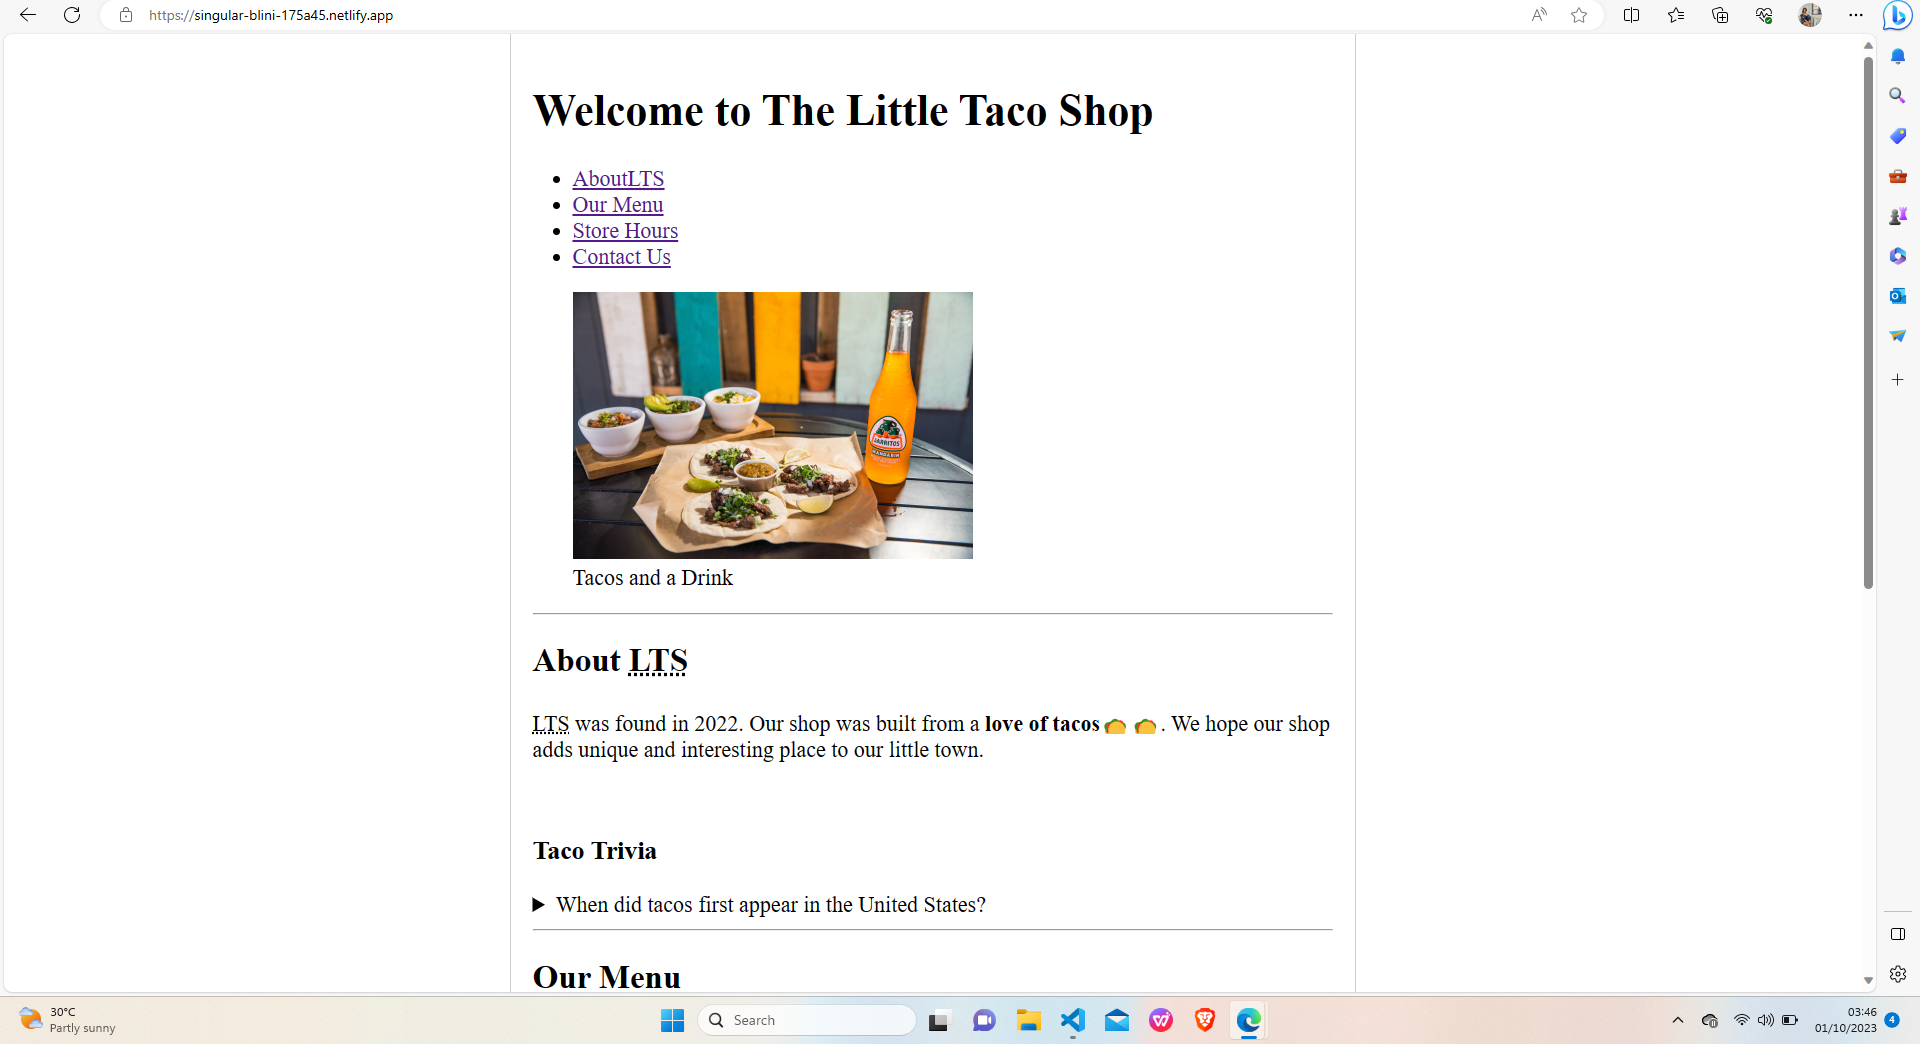 https://singular-blini-175a45.netlify.app
Welcome to The Little Taco Shop
AboutLTS
Our Menu
Store Hours
Contact Us
JARRITOS
MANDARIN
Tacos and a Drink
About LTS
LTS was found in 2022. Our shop was built from a love of tacos 🌮 🌮 . We hope our shop
adds unique and interesting place to our little town.
Taco Trivia
When did tacos first appear in the United States?
Our Menu
30°C
Partly sunny
Search
03:46
01/10/2023
4